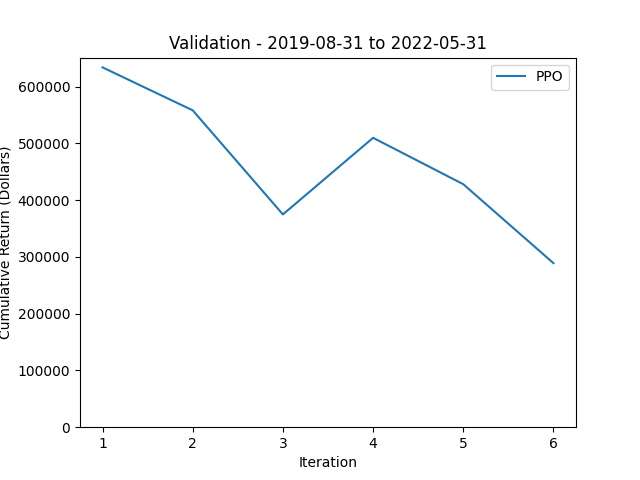 Validation - 2019-08-31 to 2022-05-31
PPO
Cumulative Return (Dollars)
600000
500000
400000
300000
200000
100000
0
1 2 3 4 5 6
Iteration